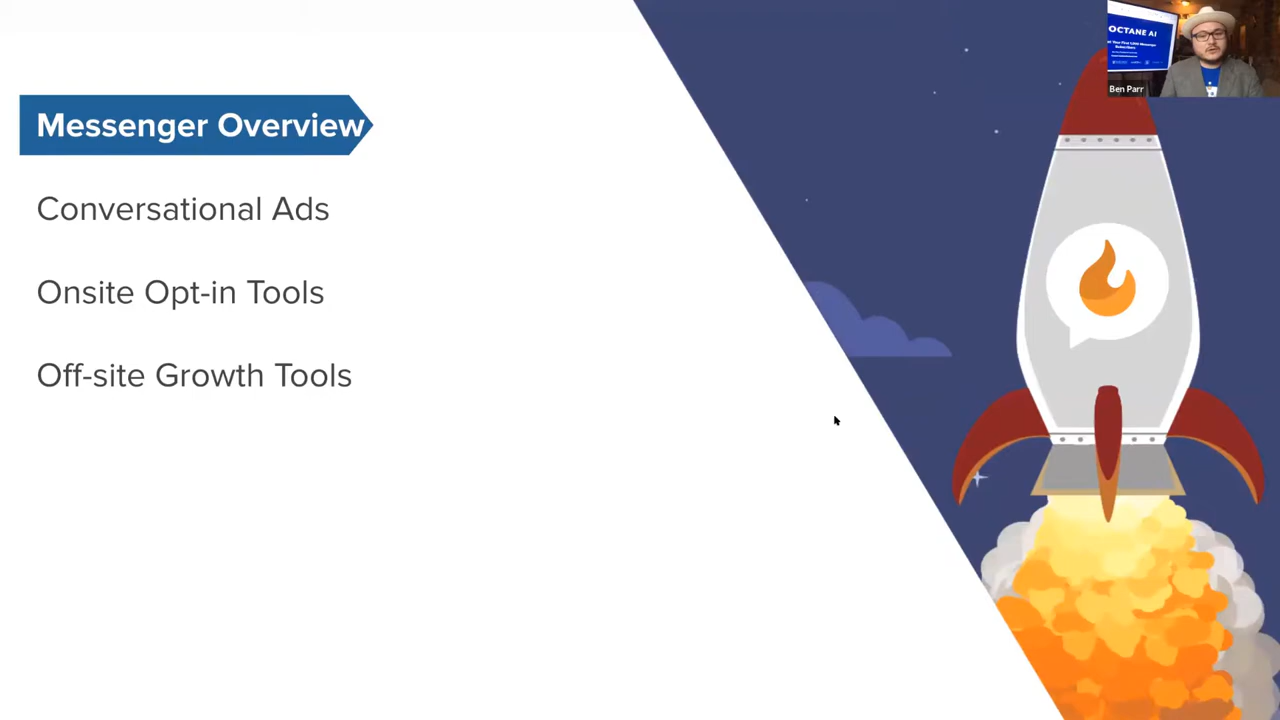 Messenger Overview
Conversational Ads
Onsite Opt-in Tools
Off-site Growth Tools
OCTANE AI
Ben Parr